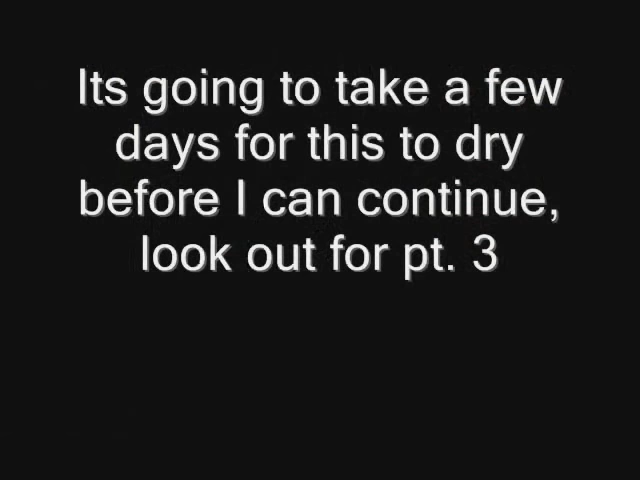 Its going to take a few
days for this to dry
before I can continue,
look out for pt. 3